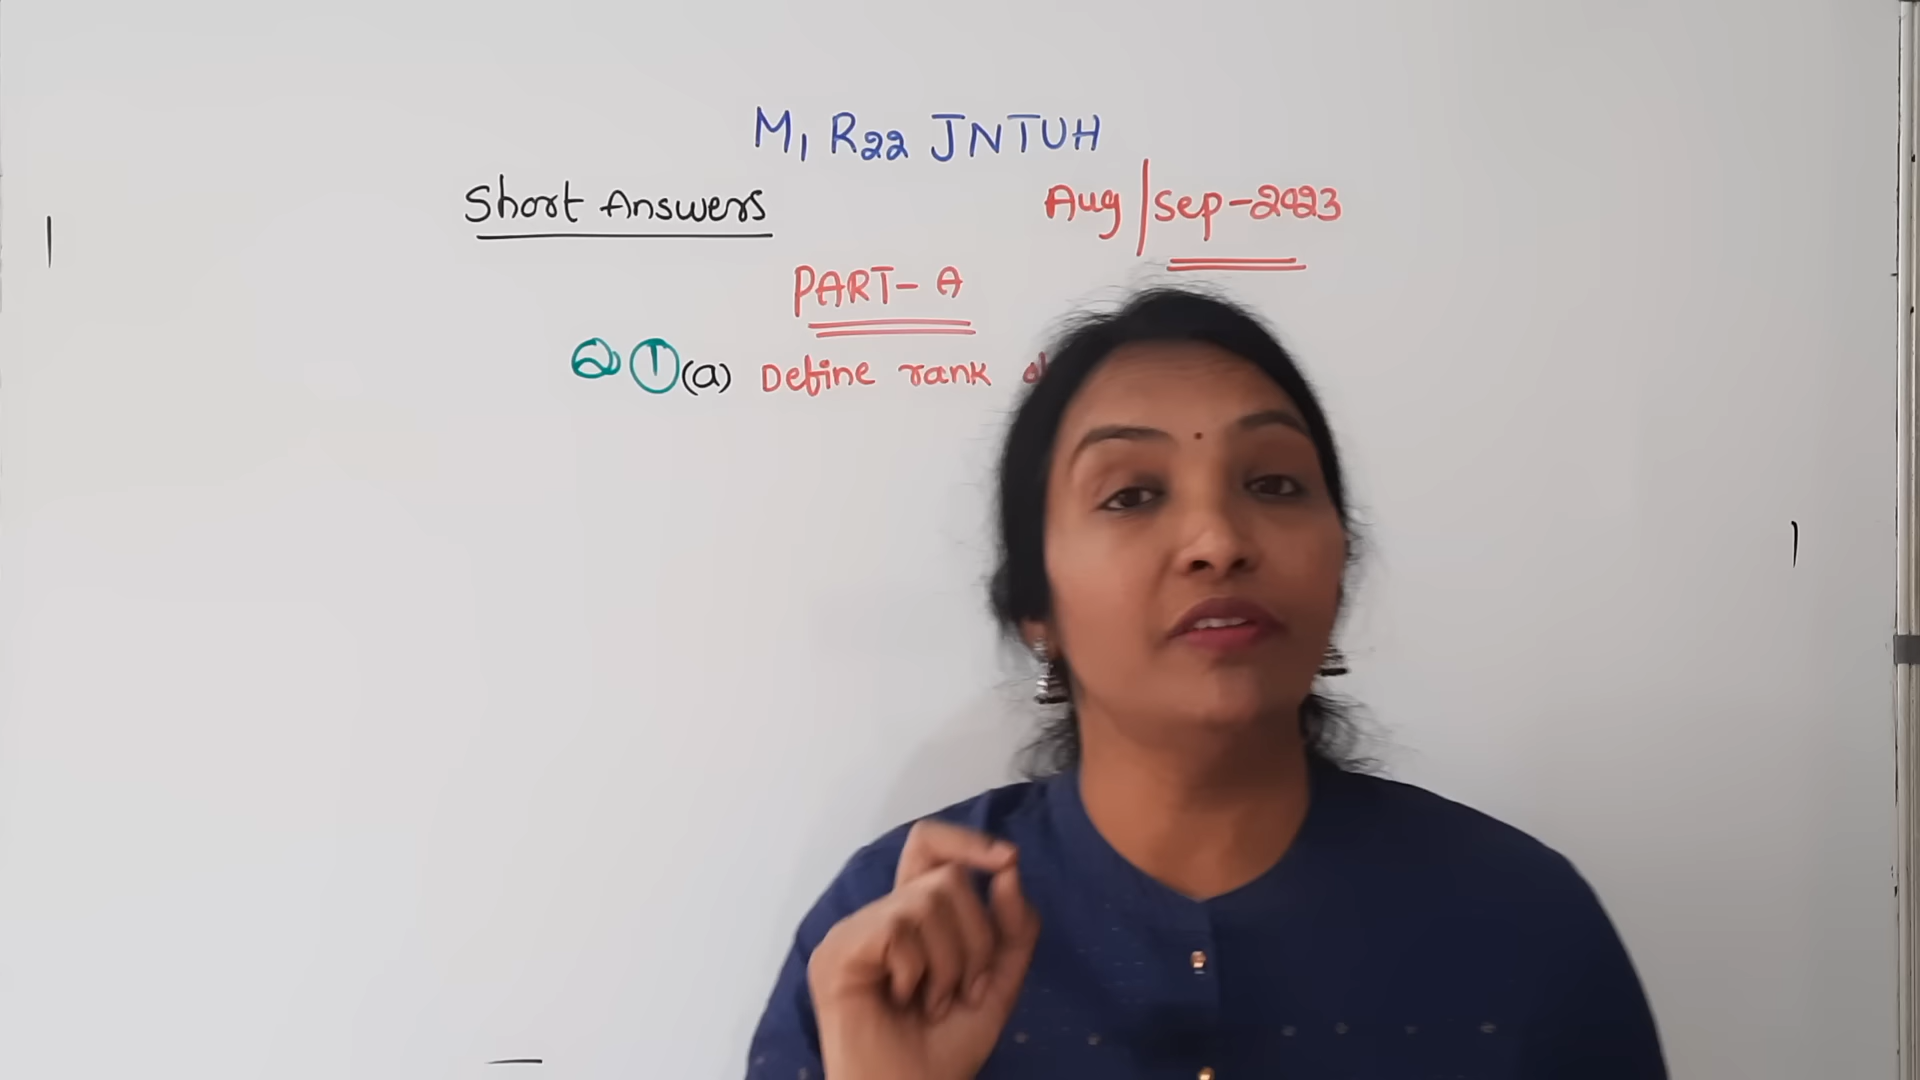 M1 R22 JNTUH
Short Answers Aug/Sep-2023
PART-A
Q 1 (a) Define rank